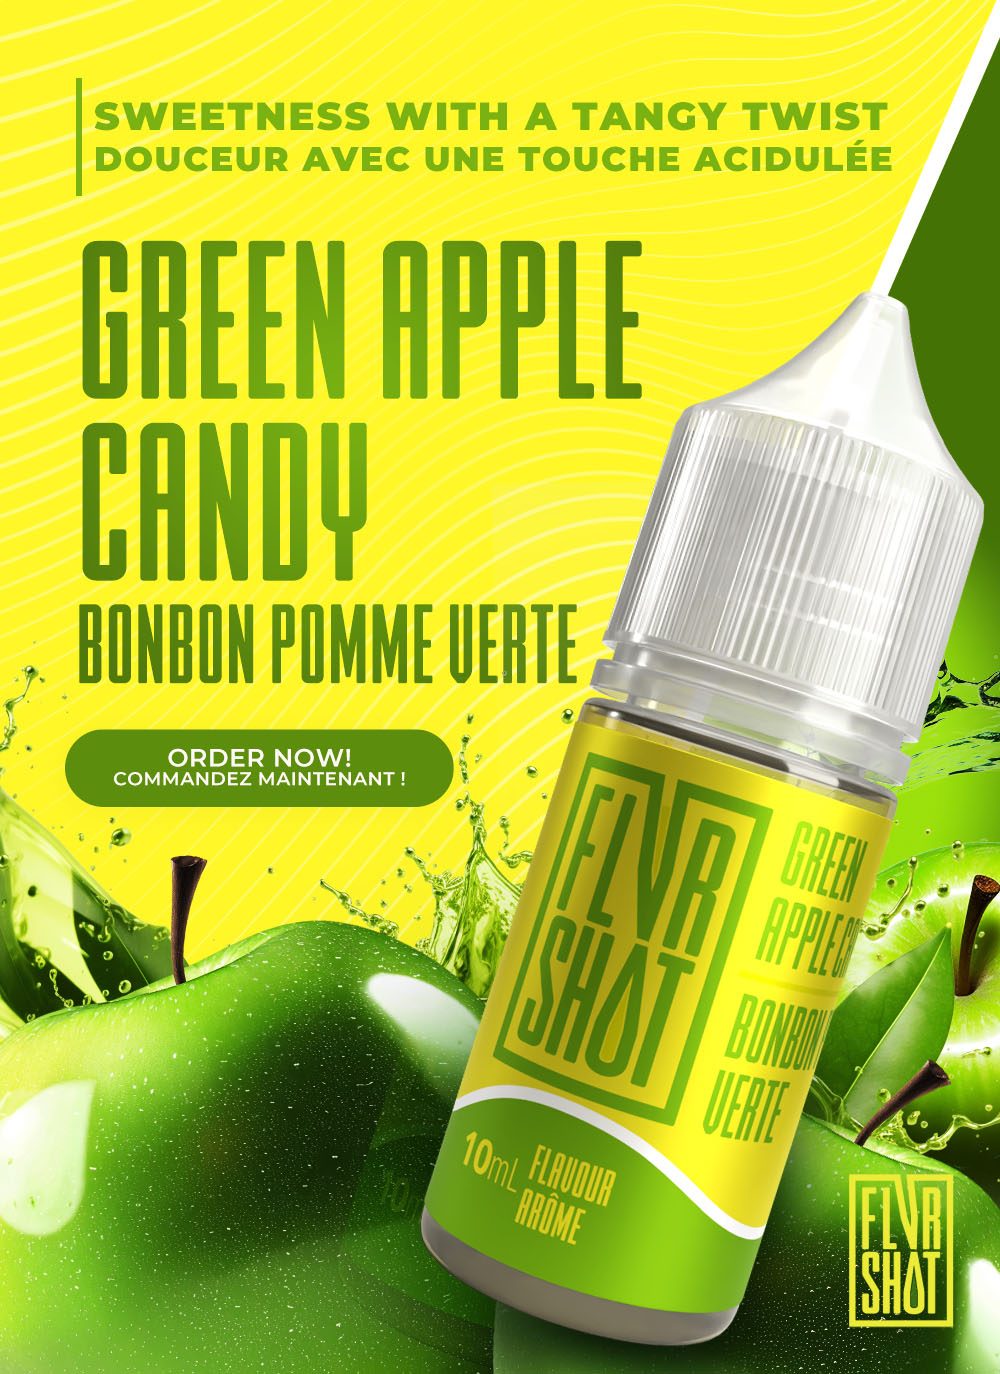 SWEETNESS WITH A TANGY TWIST
DOUCEUR AVEC UNE TOUCHE ACIDULÉE
GREEN APPLE
CANDY
BONBON POMME VERTE
ORDER NOW!
COMMANDEZ MAINTENANT !
FLVR
SHOT
GREEN
APPLE
BONBON
VERTE
10mL FLAVOUR
ARÔME
FLVR
SHOT